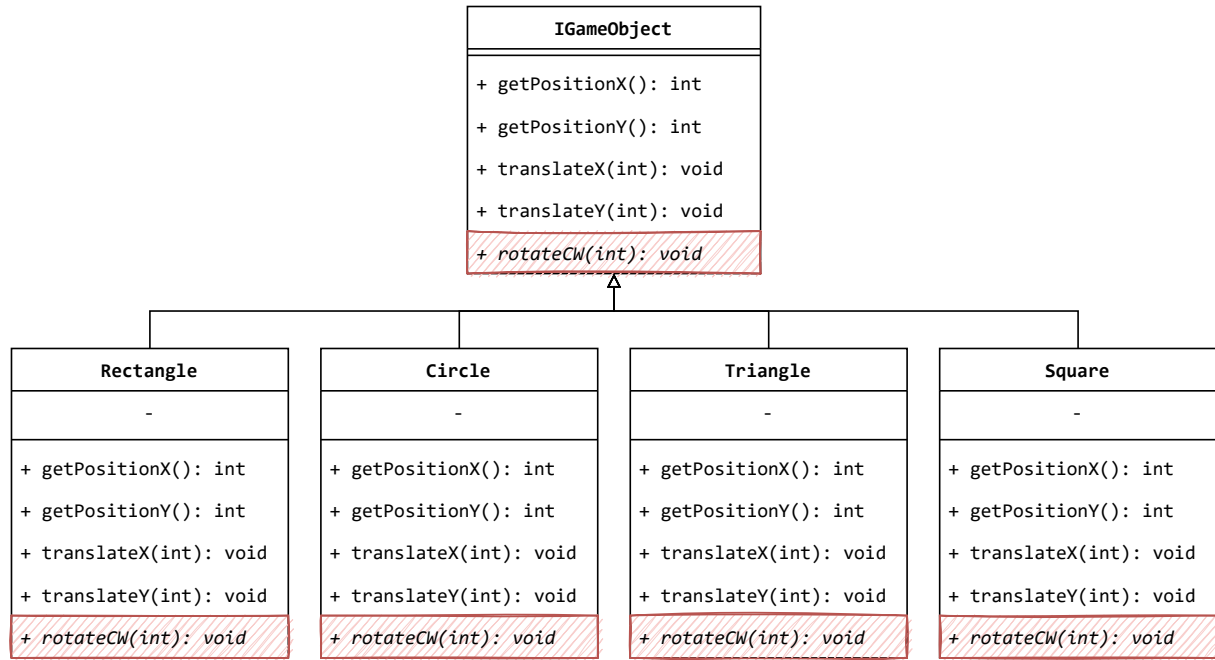 IGameObject
+ getPositionX(): int
+ getPositionY(): int
+ translateX(int): void
+ translateY(int): void
+ rotateCW(int): void
Rectangle
-
+ getPositionX(): int
+ getPositionY(): int
+ translateX(int): void
+ translateY(int): void
+ rotateCW(int): void
Circle
-
+ getPositionX(): int
+ getPositionY(): int
+ translateX(int): void
+ translateY(int): void
+ rotateCW(int): void
Triangle
-
+ getPositionX(): int
+ getPositionY(): int
+ translateX(int): void
+ translateY(int): void
+ rotateCW(int): void
Square
-
+ getPositionX(): int
+ getPositionY(): int
+ translateX(int): void
+ translateY(int): void
+ rotateCW(int): void